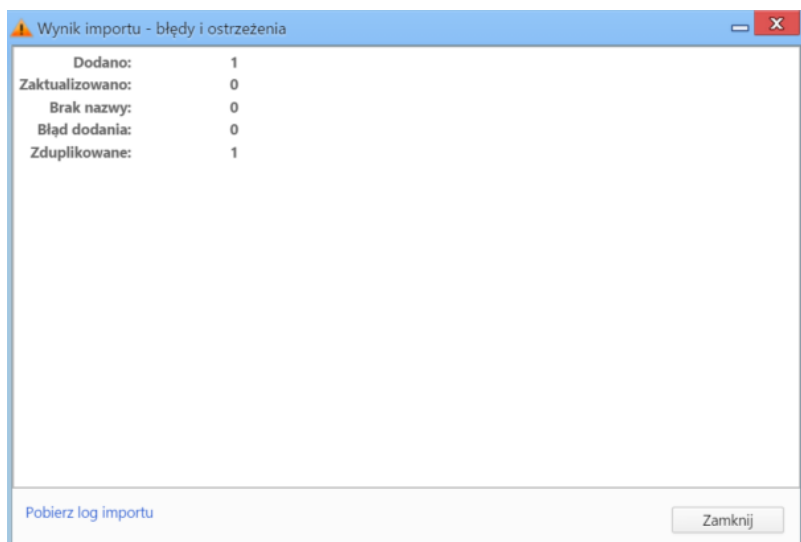 Wynik importu - błędy i ostrzeżenia
Dodano: 1
Zaktualizowano: 0
Brak nazwy: 0
Błąd dodania: 0
Zduplikowane: 1
Pobierz log importu
Zamknij